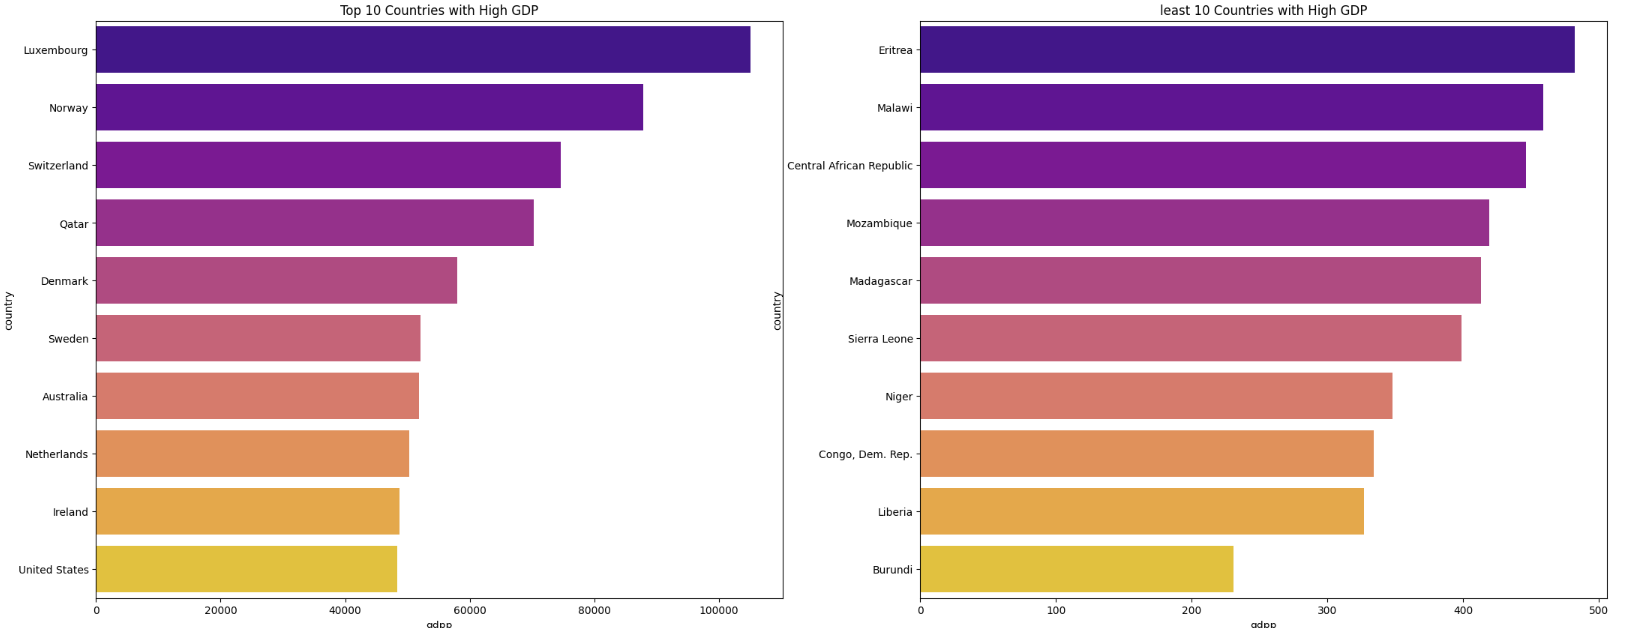 Top 10 Countries with High GDP
Luxembourg
Norway
Switzerland
Qatar
Denmark
Sweden
Australia
Netherlands
Ireland
United States
country
0 20000 40000 60000 80000 100000
gdpp
least 10 Countries with High GDP
Eritrea
Malawi
Central African Republic
Mozambique
Madagascar
Sierra Leone
Niger
Congo, Dem. Rep.
Liberia
Burundi
country
0 100 200 300 400 500
gdpp